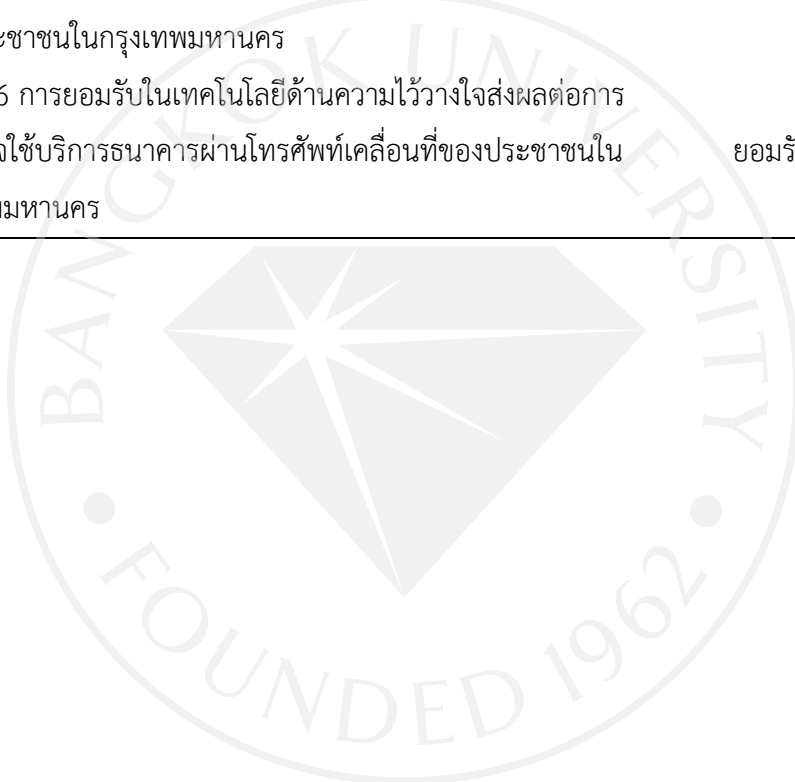 ะชาชนในกรุงเทพมหานคร
6 การยอมรับในเทคโนโลยีด้านความไว้วางใจส่งผลต่อการ
ใช้บริการธนาคารผ่านโทรศัพท์เคลื่อนที่ของประชาชนใน ยอมรั
มหานคร
BANGKOK UNIVERSITY
FOUNDED 1962